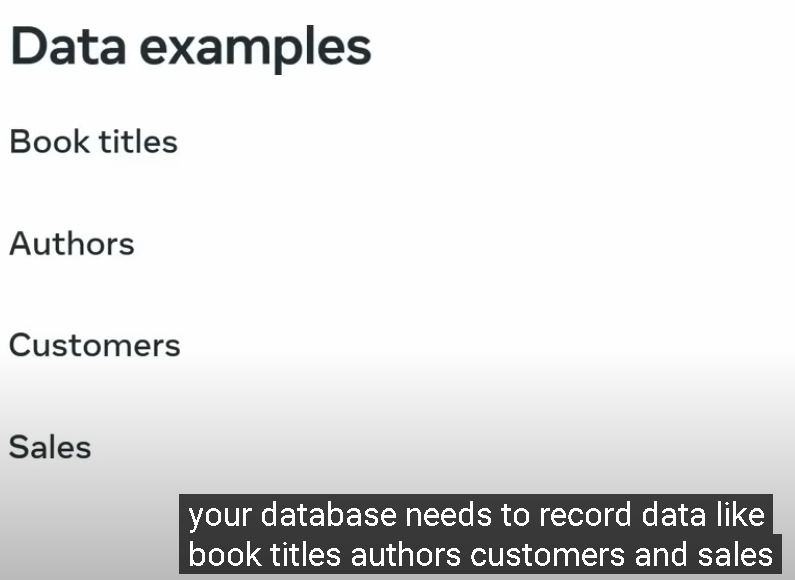 Data examples
Book titles
Authors
Customers
Sales
your database needs to record data like
book titles authors customers and sales